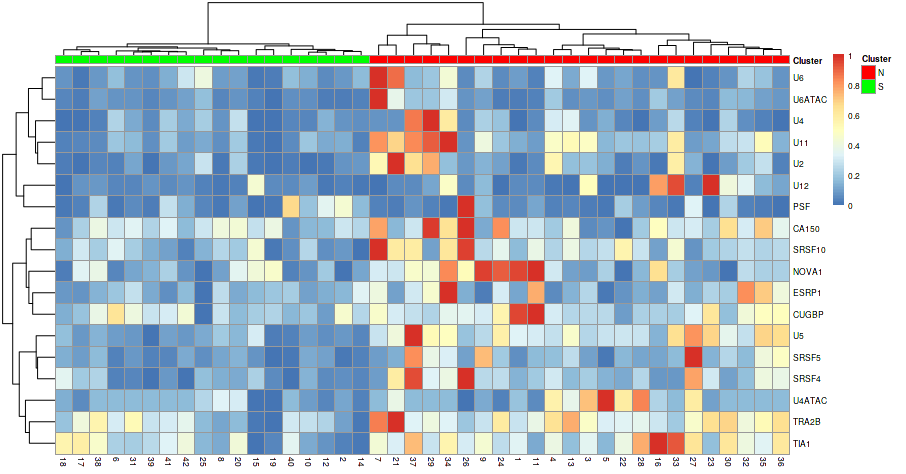 Cluster
1
Cluster
U6
N
0.8
S
U6ATAC
0.6
U4
U11
0.4
U2
0.2
U12
0
PSF
CA150
SRSF10
NOVA1
ESRP1
CUGBP
U5
SRSF5
SRSF4
U4ATAC
TRA2B
TIA1
18 17 38 6 31 39 41 42 25 8 20 15 19 40 10 12 2 14 7 21 37 29 34 26 9 24 1 11 4 13 3 5 22 28 16 33 27 23 30 32 35 36